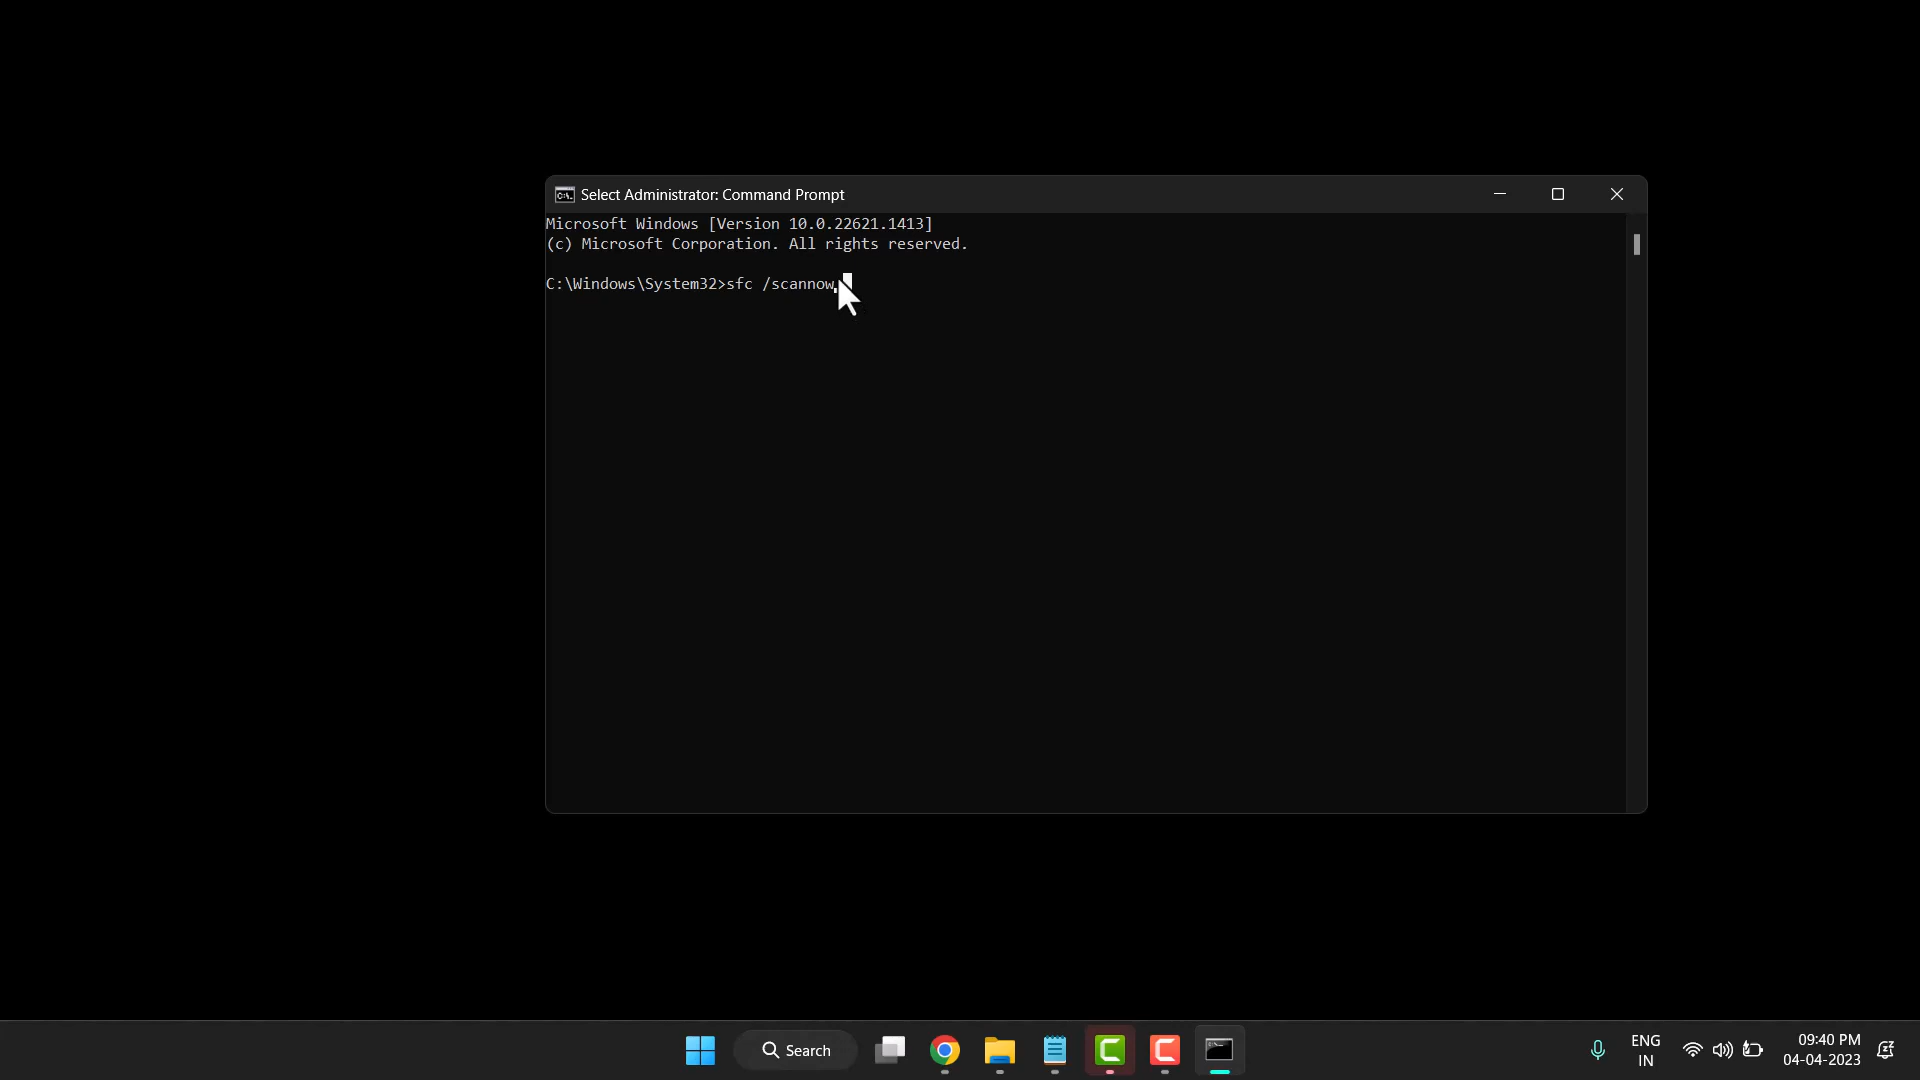 Select Administrator: Command Prompt
Microsoft Windows [Version 10.0.22621.1413]
(c) Microsoft Corporation. All rights reserved.
C:\Windows\System32>sfc /scannow
Search
ENG
IN
09:40 PM
04-04-2023